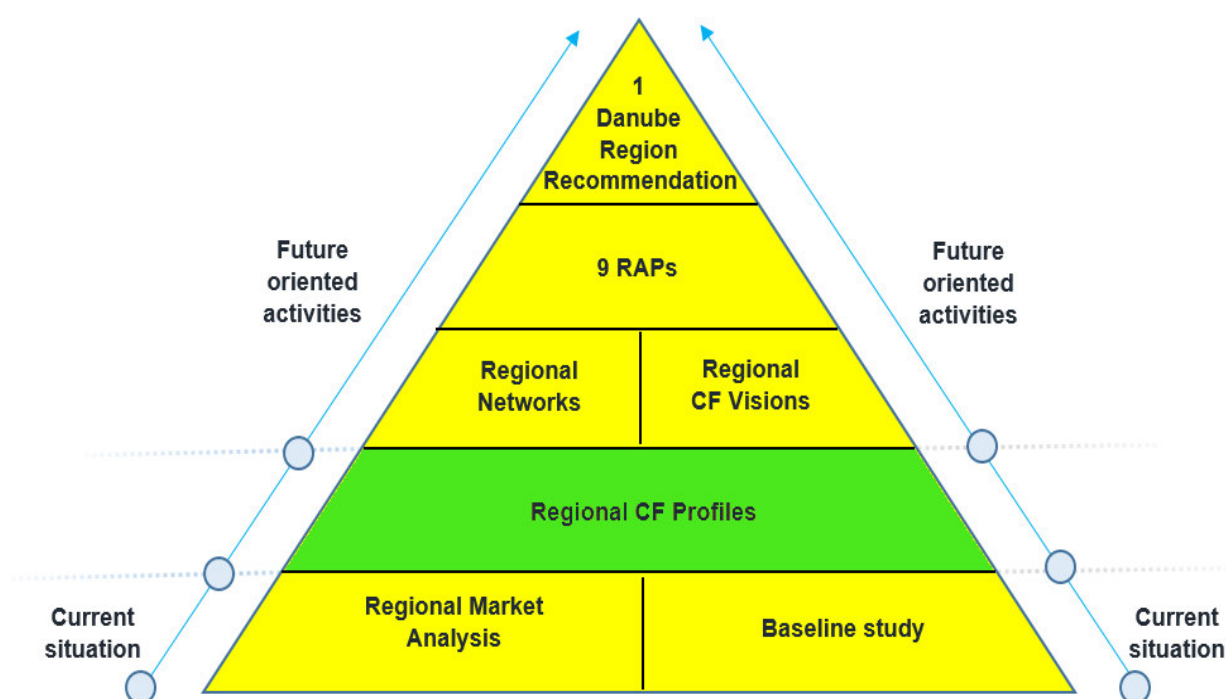 1
Danube
Region
Recommendation
Future
oriented
activities
9 RAPs
Future
oriented
activities
Regional
Networks
Regional
CF Visions
Regional CF Profiles
Current
situation
Regional Market
Analysis
Baseline study
Current
situation